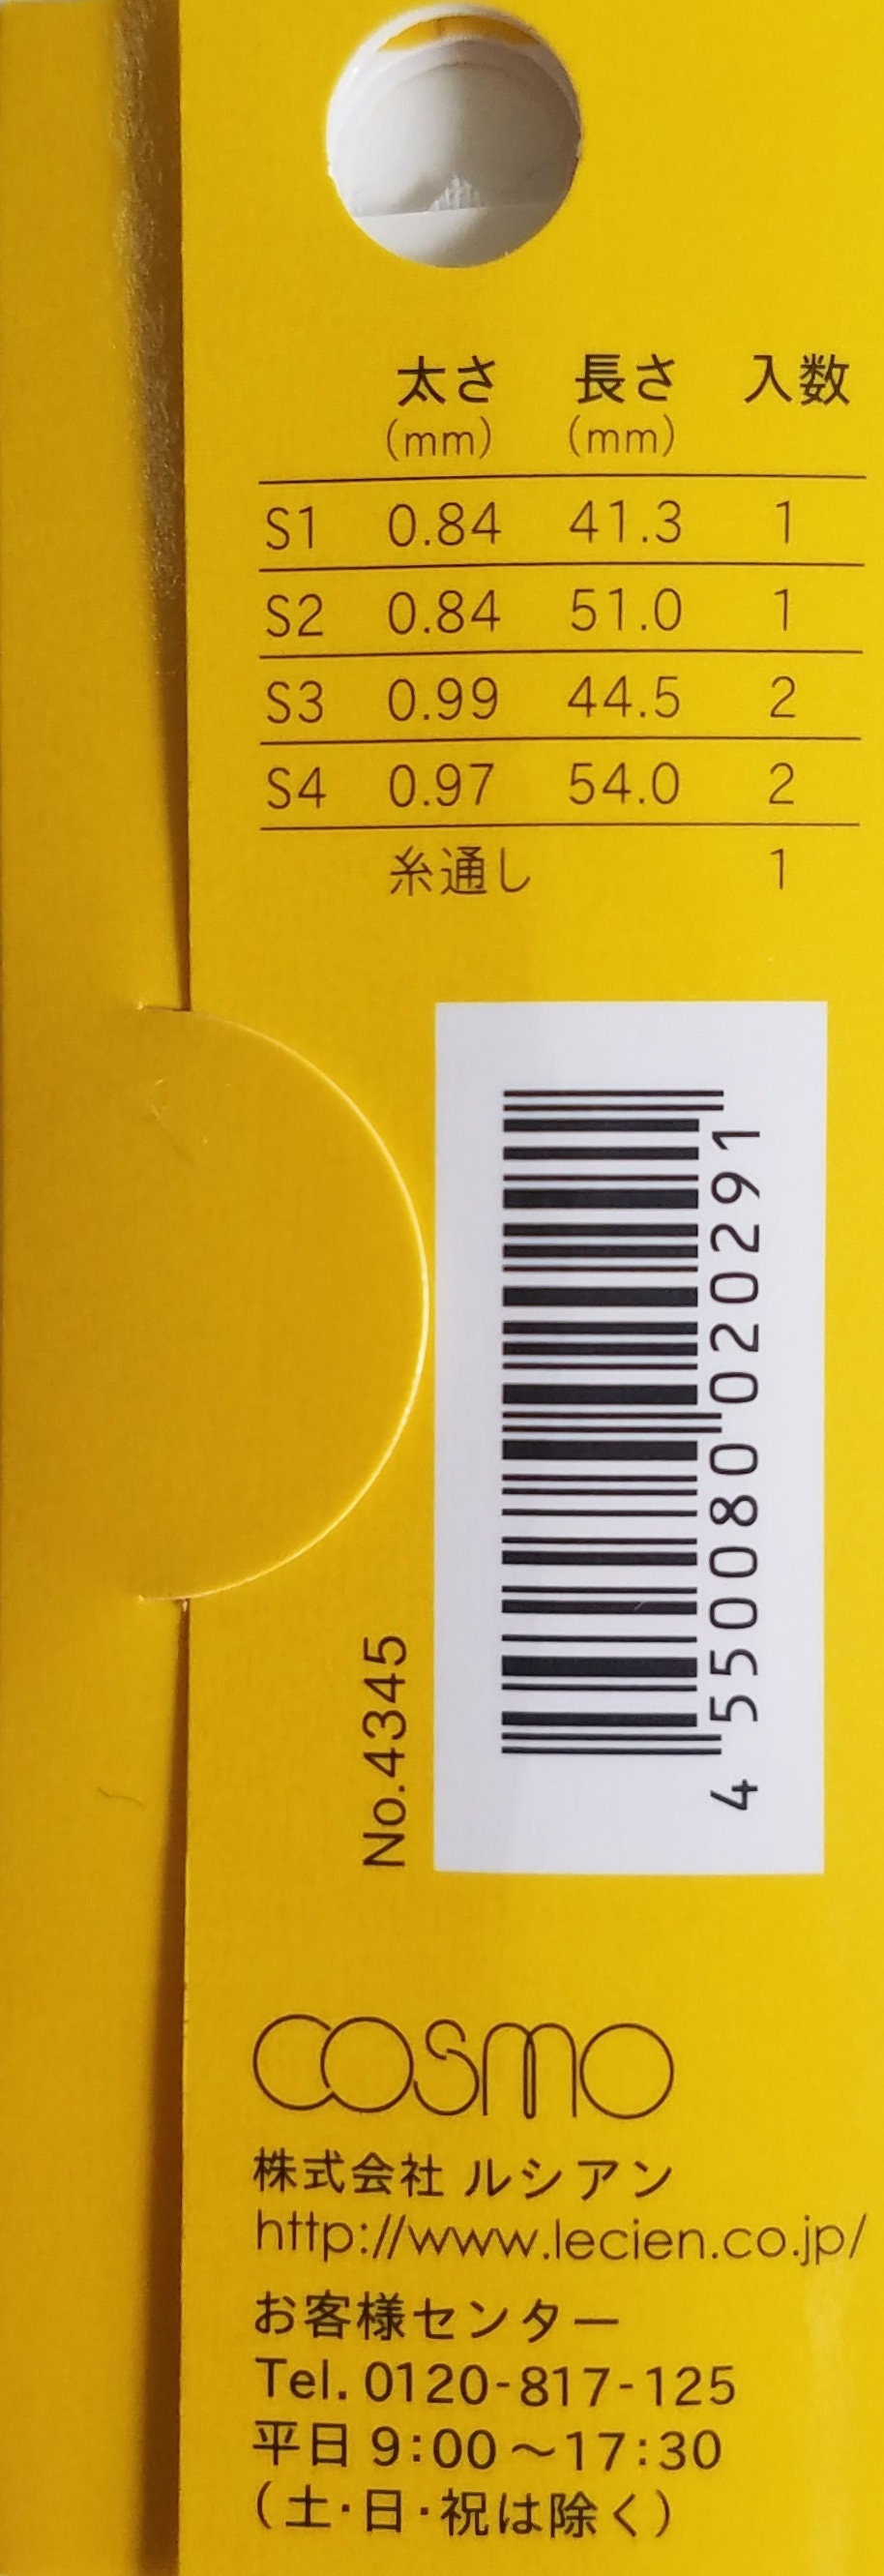 太さ 長さ 入数
(mm) (mm)
S1 0.84 41.3 1
S2 0.84 51.0 1
S3 0.99 44.5 2
S4 0.97 54.0 2
糸通し 1
4550080020291
No.4345
COSMO
株式会社 ルシアン
http://www.lecien.co.jp/
お客様センター
Tel. 0120-817-125
平日 9:00～17:30
(土・日・祝は除く)